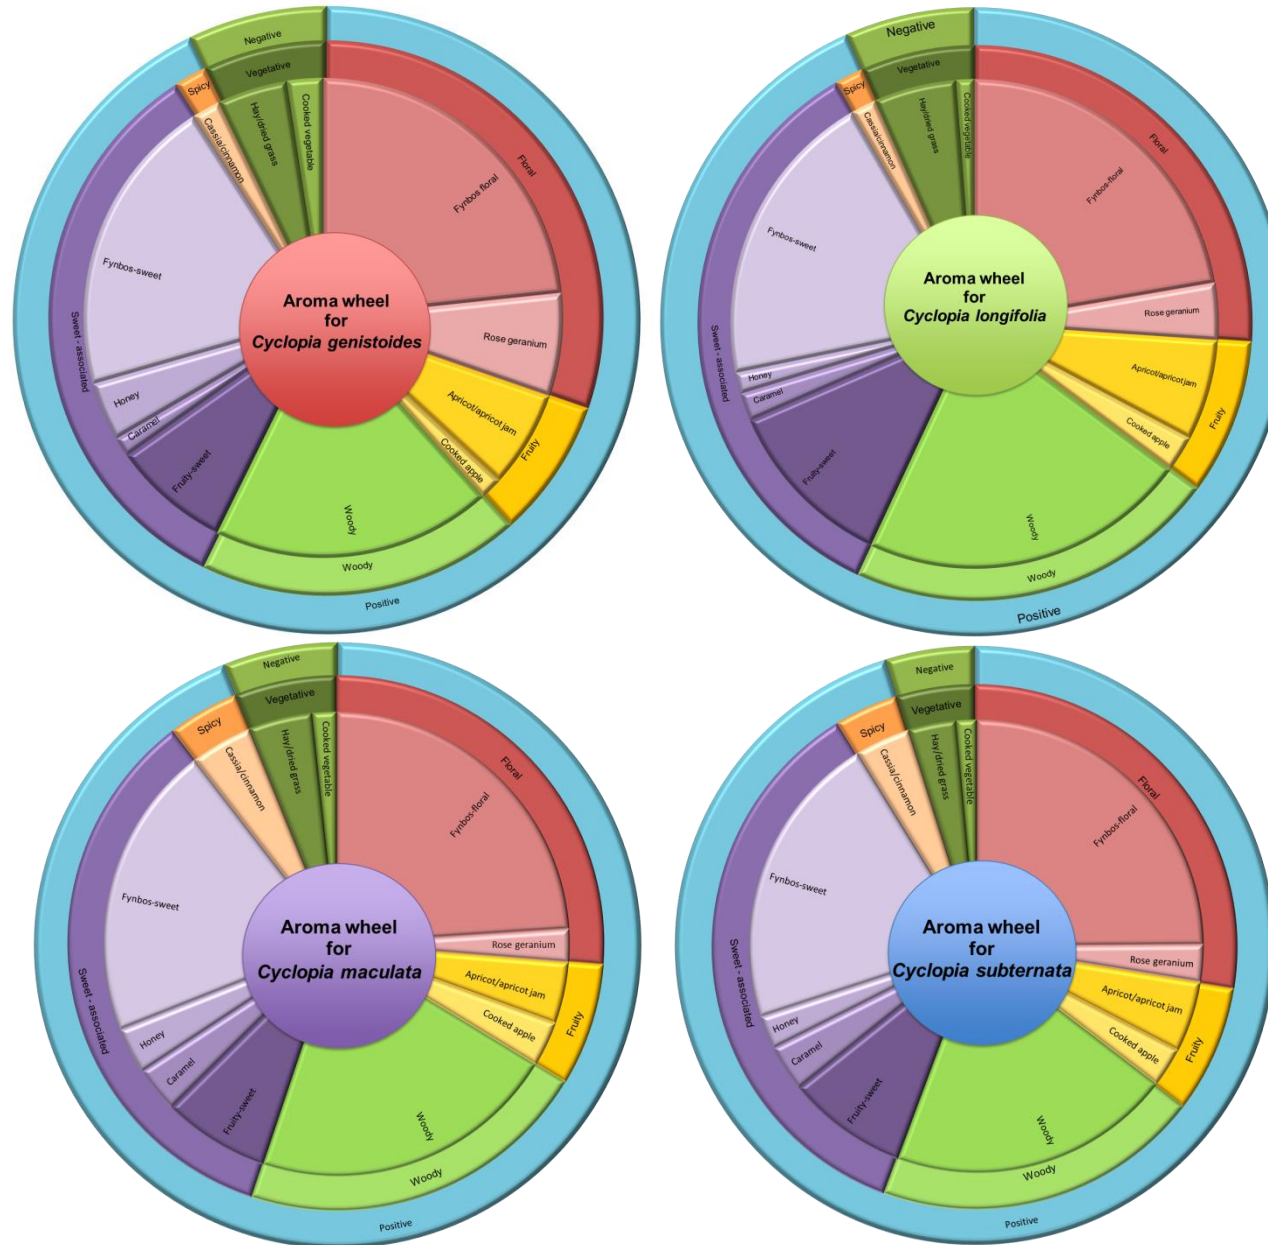 Negative
Vegetative
Spicy
Cassia/cinnamon
Hay/dried grass
Cooked vegetable
Floral
Fynbos floral
Rose geranium
Apricot/apricot jam
Cooked apple
Fruity
Woody
Woody
Positive
Fruity-sweet
Caramel
Honey
Fynbos-sweet
Sweet - associated
Aroma wheel
for
Cyclopia genistoides
Negative
Vegetative
Spicy
Cassia/cinnamon
Hay/dried grass
Cooked vegetable
Floral
Fynbos-floral
Rose geranium
Apricot/apricot jam
Cooked apple
Fruity
Woody
Woody
Positive
Fruity-sweet
Caramel
Honey
Fynbos-sweet
Sweet - associated
Aroma wheel
for
Cyclopia longifolia
Negative
Vegetative
Spicy
Cassia/cinnamon
Hay/dried grass
Cooked vegetable
Floral
Fynbos-floral
Rose geranium
Apricot/apricot jam
Cooked apple
Fruity
Woody
Woody
Positive
Fruity-sweet
Caramel
Honey
Fynbos-sweet
Sweet - associated
Aroma wheel
for
Cyclopia maculata
Negative
Vegetative
Spicy
Cassia/cinnamon
Hay/dried grass
Cooked vegetable
Floral
Fynbos-floral
Rose geranium
Apricot/apricot jam
Cooked apple
Fruity
Woody
Woody
Positive
Fruity-sweet
Caramel
Honey
Fynbos-sweet
Sweet - associated
Aroma wheel
for
Cyclopia subternata